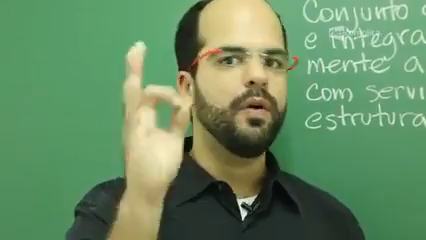 Conjunto
e integra
mente a
com servi
estrutura